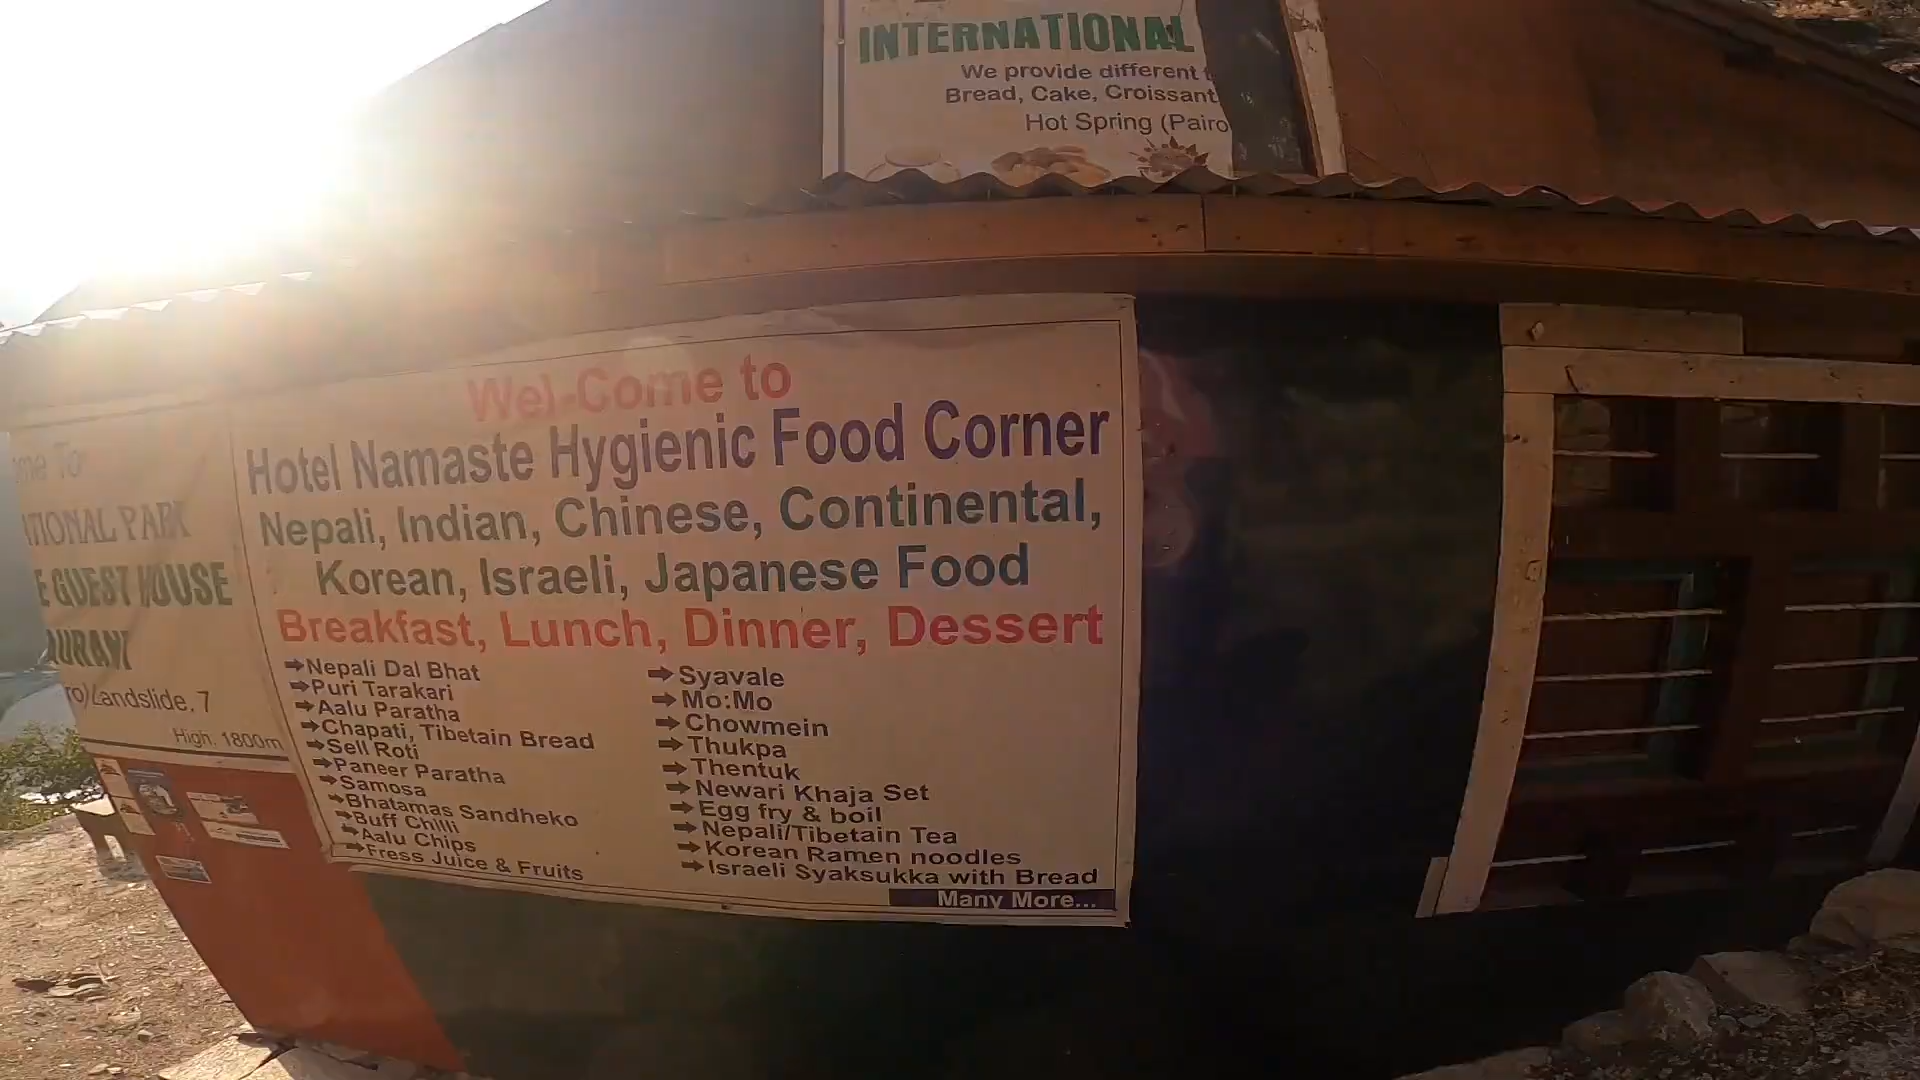 INTERNATIONAL
We provide different
Bread, Cake, Croissant
Hot Spring (Pairo
To
PARK
GUEST HOUSE
Landslide, 7
High. 1800m
Wel-Come to
Hotel Namaste Hygienic Food Corner
Nepali, Indian, Chinese, Continental,
Korean, Israeli, Japanese Food
Breakfast, Lunch, Dinner, Dessert
➡Nepali Dal Bhat
➡Puri Tarakari
➡Aalu Paratha
➡Chapati, Tibetain Bread
➡Sell Roti
➡Paneer Paratha
➡Samosa
➡Bhatamas Sandheko
➡Buff Chilli
➡Aalu Chips
➡Fress Juice & Fruits
➡ Syavale
➡ Mo:Mo
➡ Chowmein
➡ Thukpa
➡ Thentuk
➡ Newari Khaja Set
➡ Egg fry & boil
➡ Nepali/Tibetain Tea
➡ Korean Ramen noodles
➡ Israeli Syaksukka with Bread
Many More...